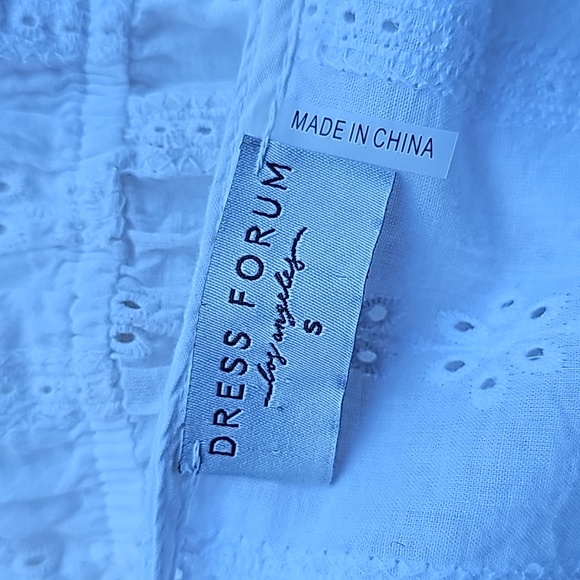 MADE IN CHINA
DRESS FORUM
los angeles
S